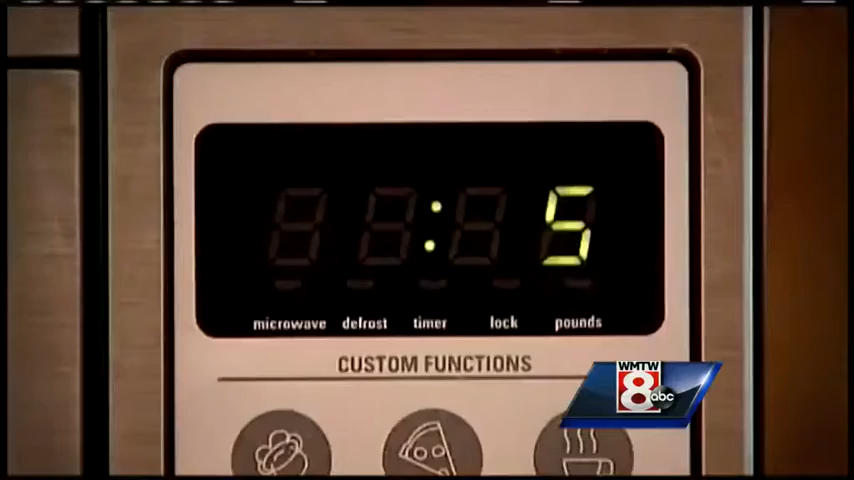 : 5
microwave defrost timer lock pounds
CUSTOM FUNCTIONS
WMTW
8 abc